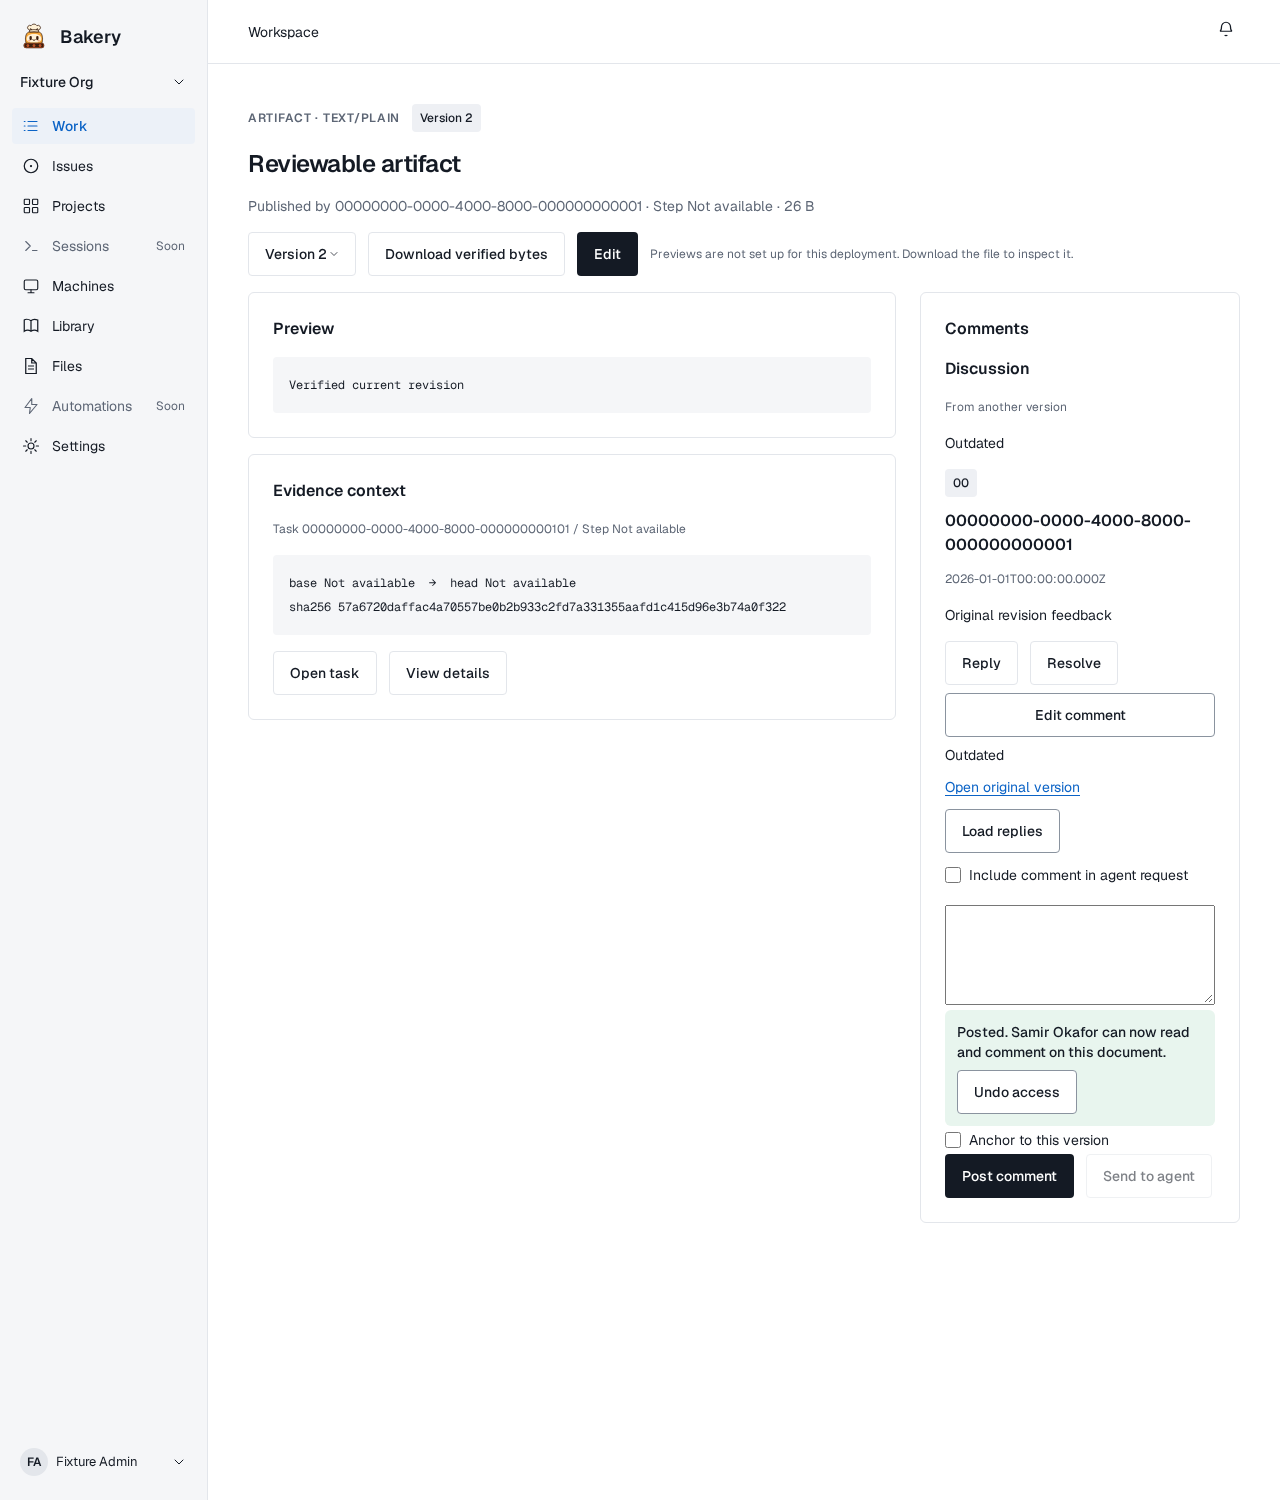 Bakery
Fixture Org
Work
Issues
Projects
Sessions Soon
Machines
Library
Files
Automations Soon
Settings
FA Fixture Admin
Workspace
ARTIFACT · TEXT/PLAIN Version 2
Reviewable artifact
Published by 00000000-0000-4000-8000-000000000001 · Step Not available · 26 B
Version 2 Download verified bytes Edit Previews are not set up for this deployment. Download the file to inspect it.
Preview
Verified current revision
Evidence context
Task 00000000-0000-4000-8000-000000000101 / Step Not available
base Not available → head Not available
sha256 57a6720daffac4a70557be0b2b933c2fd7a331355aafd1c415d96e3b74a0f322
Open task View details
Comments
Discussion
From another version
Outdated
00
00000000-0000-4000-8000-
000000000001
2026-01-01T00:00:00.000Z
Original revision feedback
Reply Resolve
Edit comment
Outdated
Open original version
Load replies
Include comment in agent request
Posted. Samir Okafor can now read
and comment on this document.
Undo access
Anchor to this version
Post comment Send to agent